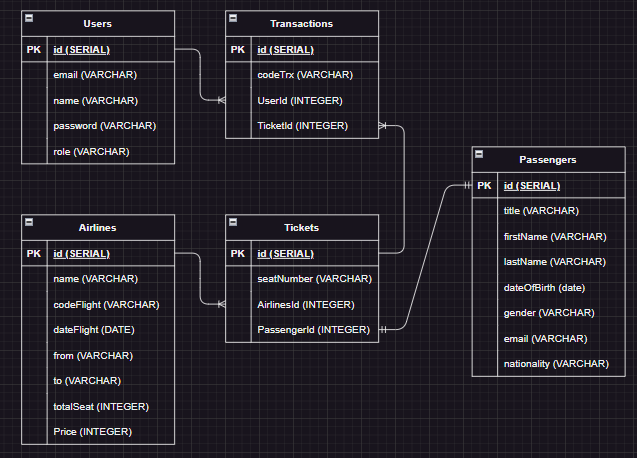 Users
PK id (SERIAL)
email (VARCHAR)
name (VARCHAR)
password (VARCHAR)
role (VARCHAR)
Transactions
PK id (SERIAL)
codeTrx (VARCHAR)
UserId (INTEGER)
TicketId (INTEGER)
Passengers
PK id (SERIAL)
title (VARCHAR)
firstName (VARCHAR)
lastName (VARCHAR)
dateOfBirth (date)
gender (VARCHAR)
email (VARCHAR)
nationality (VARCHAR)
Airlines
PK id (SERIAL)
name (VARCHAR)
codeFlight (VARCHAR)
dateFlight (DATE)
from (VARCHAR)
to (VARCHAR)
totalSeat (INTEGER)
Price (INTEGER)
Tickets
PK id (SERIAL)
seatNumber (VARCHAR)
AirlinesId (INTEGER)
PassengerId (INTEGER)